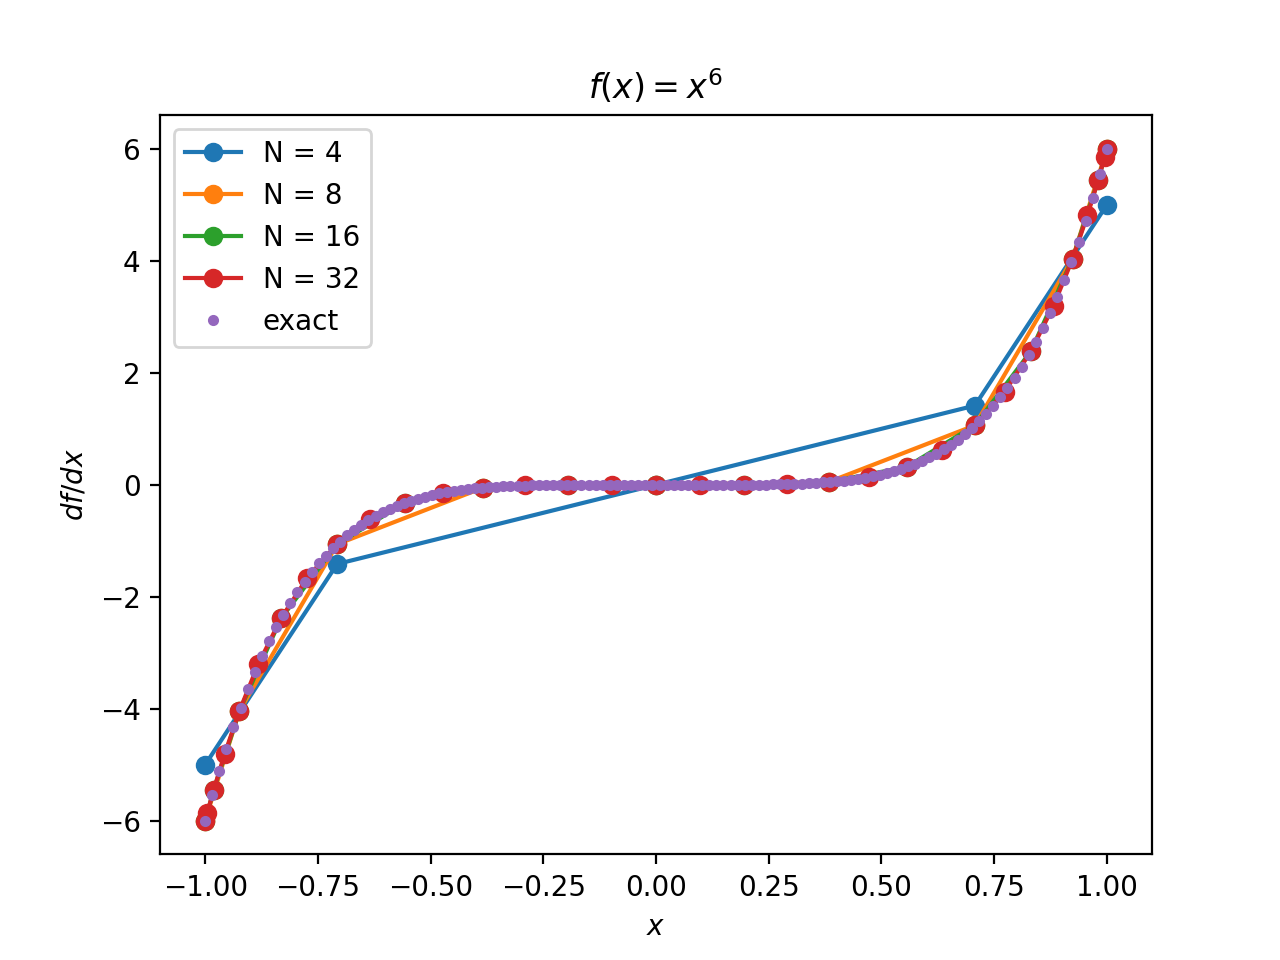 f(x) = x⁶
N = 4
N = 8
N = 16
N = 32
exact
6
4
2
0
−2
−4
−6
df/dx
−1.00 −0.75 −0.50 −0.25 0.00 0.25 0.50 0.75 1.00
x